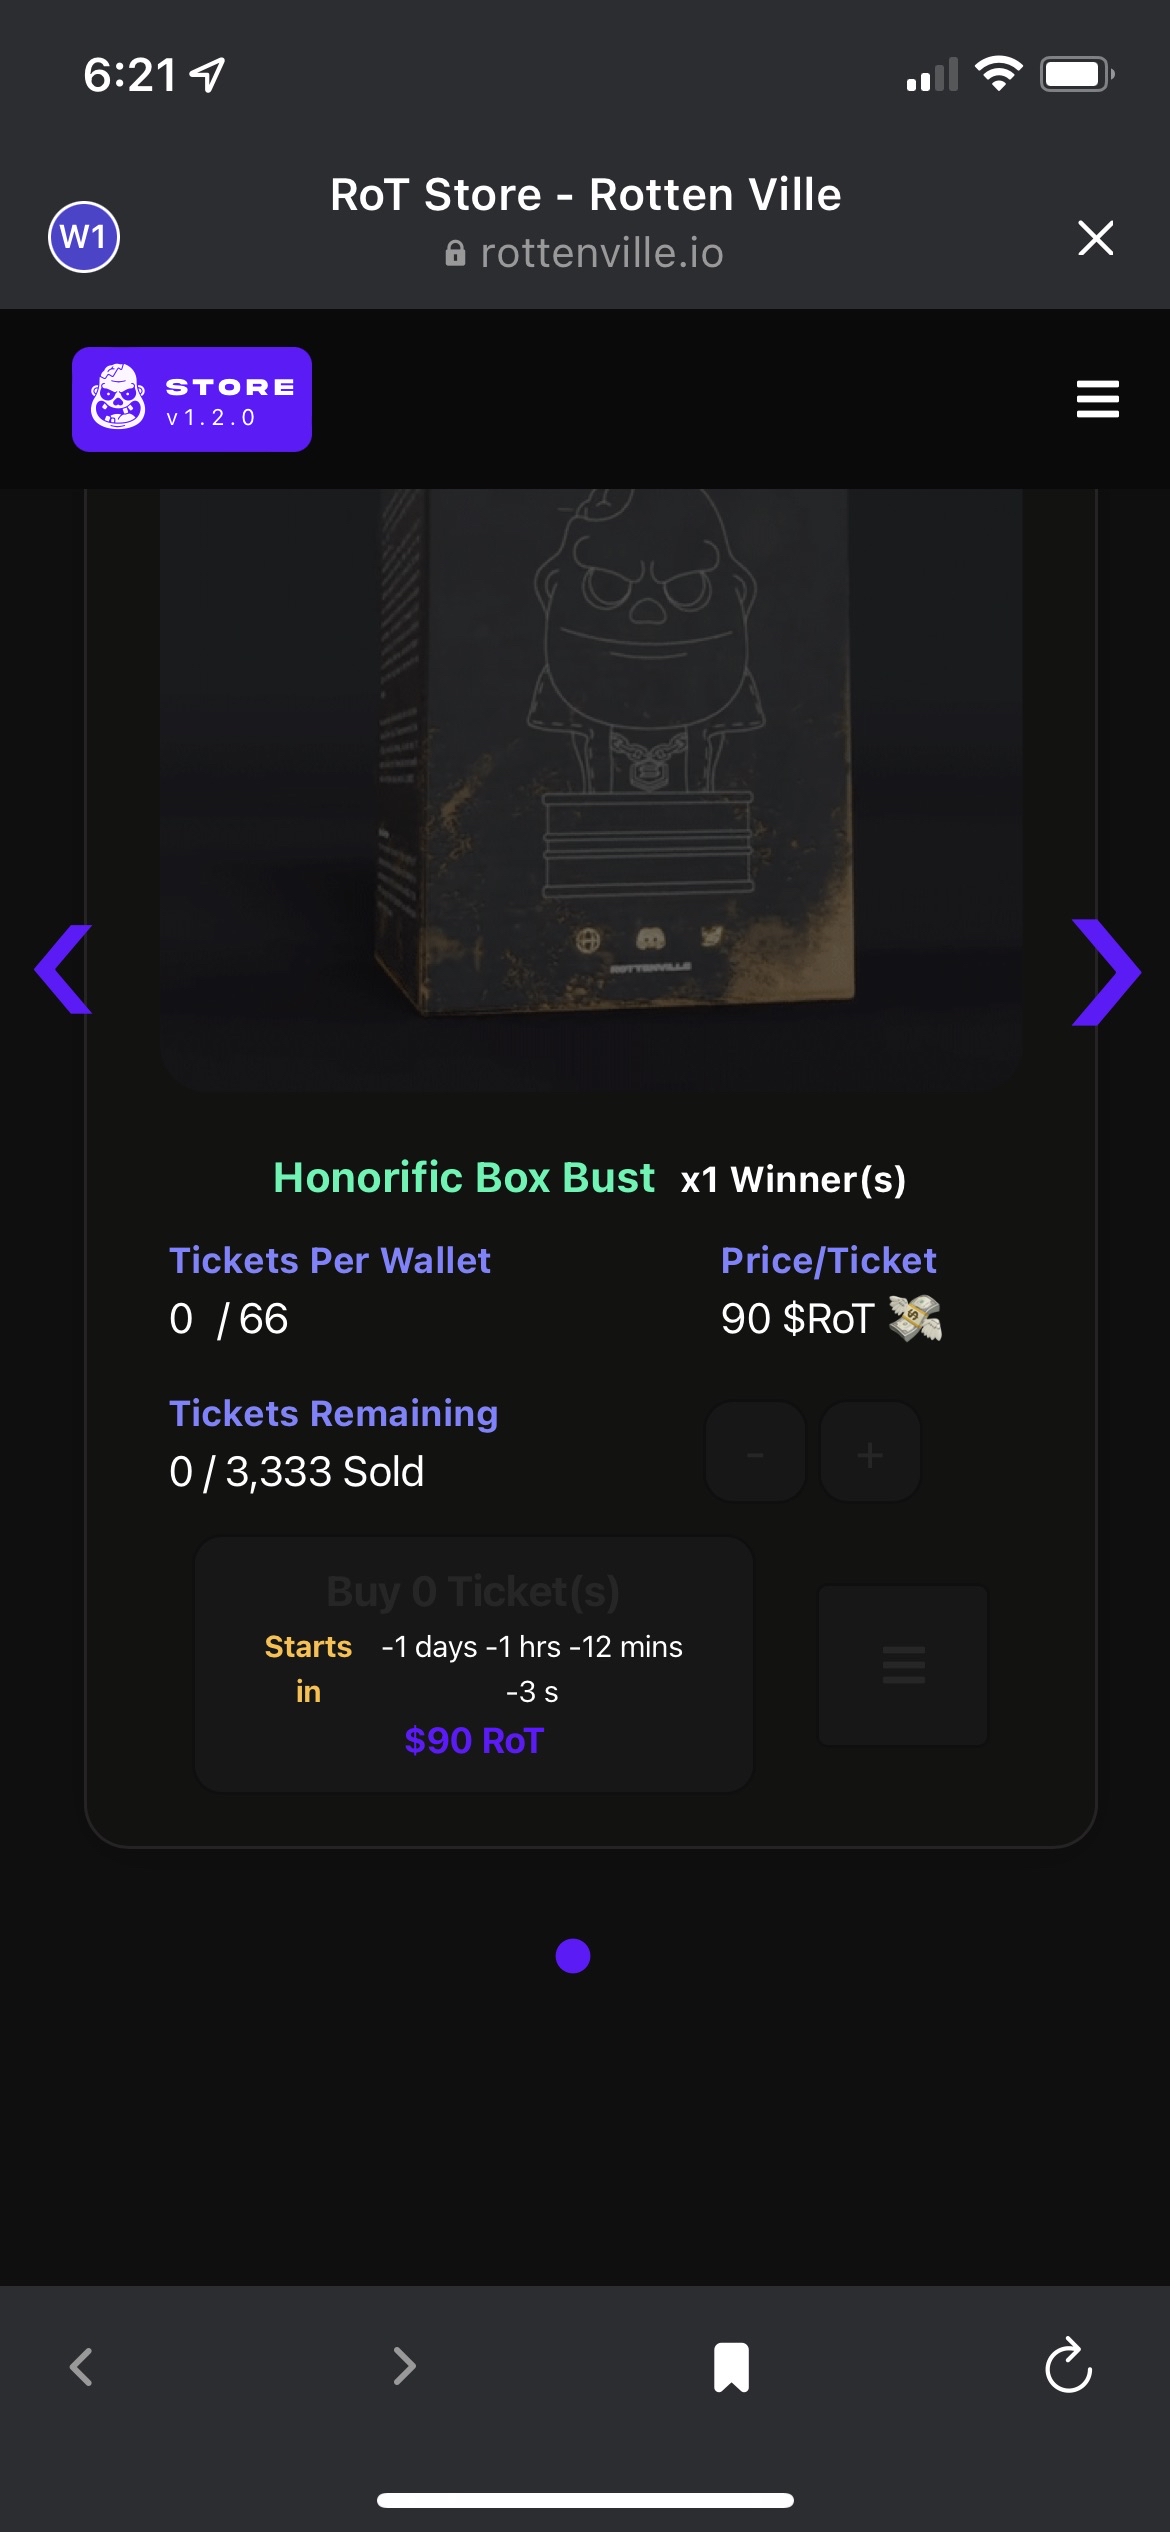 6:21
RoT Store - Rotten Ville
W1
rottenville.io
STORE
v1.2.0
ROTTENVILLE
Honorific Box Bust x1 Winner(s)
Tickets Per Wallet
0 / 66
Price/Ticket
90 $RoT 💸
Tickets Remaining
0 / 3,333 Sold
- +
Buy 0 Ticket(s)
Starts in
-1 days -1 hrs -12 mins
-3 s
$90 RoT